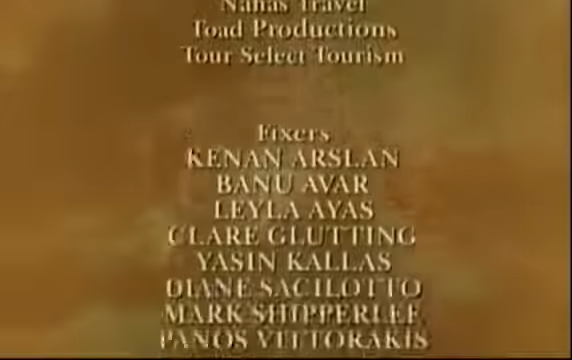 Nahas Travel
Toad Productions
Tour Select Tourism
Fixers
KENAN ARSLAN
BANU AVAR
LEYLA AYAS
CLARE GLUTTING
YASIN KALLAS
DIANE SACILOTTO
MARK SHIPPERLEE
PANOS VITTORAKIS